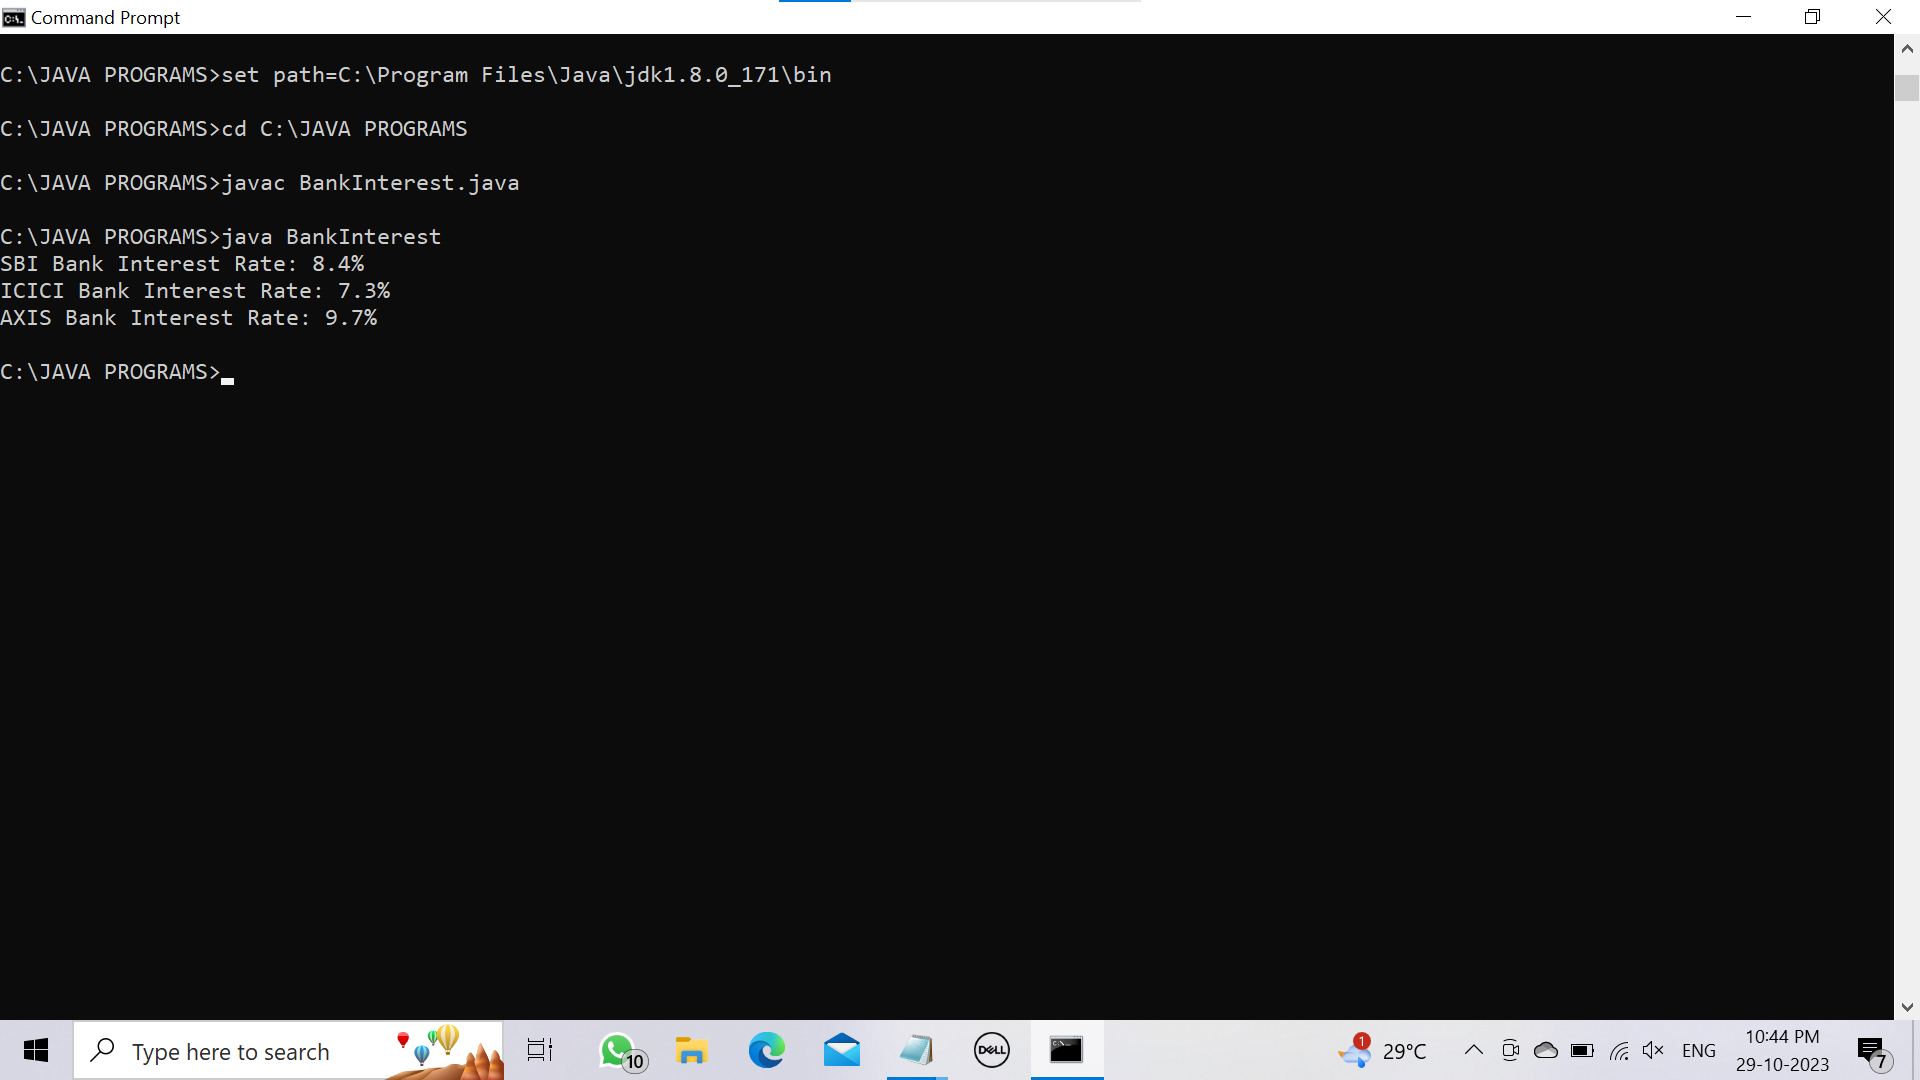 Command Prompt
C:\JAVA PROGRAMS>set path=C:\Program Files\Java\jdk1.8.0_171\bin
C:\JAVA PROGRAMS>cd C:\JAVA PROGRAMS
C:\JAVA PROGRAMS>javac BankInterest.java
C:\JAVA PROGRAMS>java BankInterest
SBI Bank Interest Rate: 8.4%
ICICI Bank Interest Rate: 7.3%
AXIS Bank Interest Rate: 9.7%
C:\JAVA PROGRAMS>
Type here to search
10
DELL
1
29°C
ENG
10:44 PM
29-10-2023
7